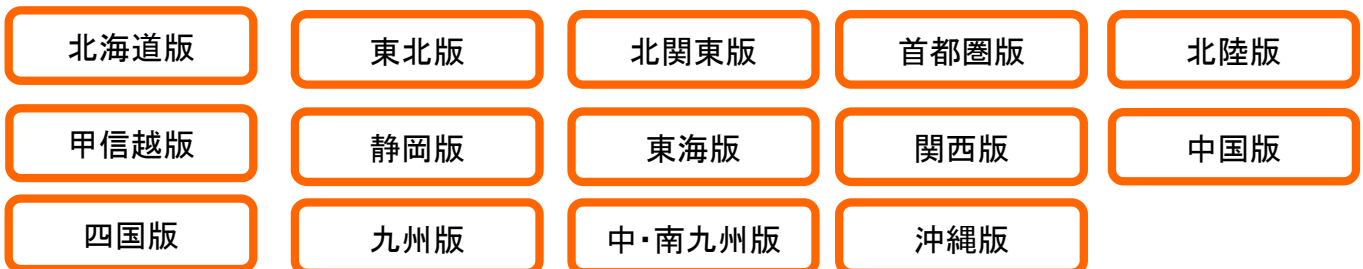 北海道版
東北版
北関東版
首都圏版
北陸版
甲信越版
静岡版
東海版
関西版
中国版
四国版
九州版
中・南九州版
沖縄版